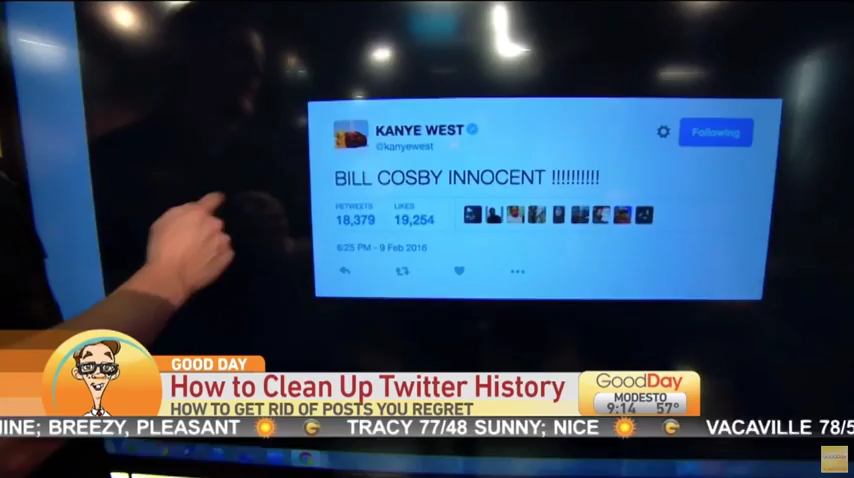 KANYE WEST
@kanyewest
Following
BILL COSBY INNOCENT !!!!!!!!!!
RETWEETS LIKES
18,379 19,254
6:25 PM - 9 Feb 2016
GOOD DAY
How to Clean Up Twitter History
HOW TO GET RID OF POSTS YOU REGRET
GoodDay
MODESTO
9:14 57°
INE; BREEZY, PLEASANT TRACY 77/48 SUNNY; NICE VACAVILLE 78/5